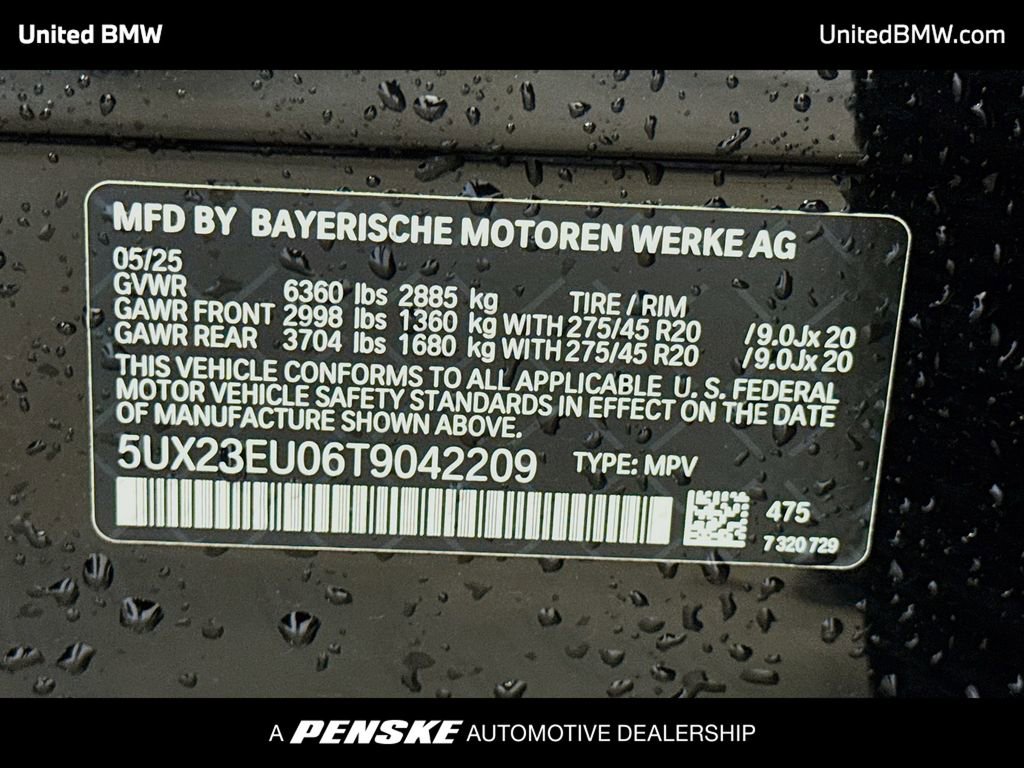 United BMW
UnitedBMW.com
MFD BY BAYERISCHE MOTOREN WERKE AG
05/25
GVWR 6360 lbs 2885 kg TIRE / RIM
GAWR FRONT 2998 lbs 1360 kg WITH 275/45 R20 /9.0Jx20
GAWR REAR 3704 lbs 1680 kg WITH 275/45 R20 /9.0Jx20
THIS VEHICLE CONFORMS TO ALL APPLICABLE U. S. FEDERAL
MOTOR VEHICLE SAFETY STANDARDS IN EFFECT ON THE DATE
OF MANUFACTURE SHOWN ABOVE.
5UX23EU06T9042209 TYPE: MPV
475
7 320 729
A PENSKE AUTOMOTIVE DEALERSHIP